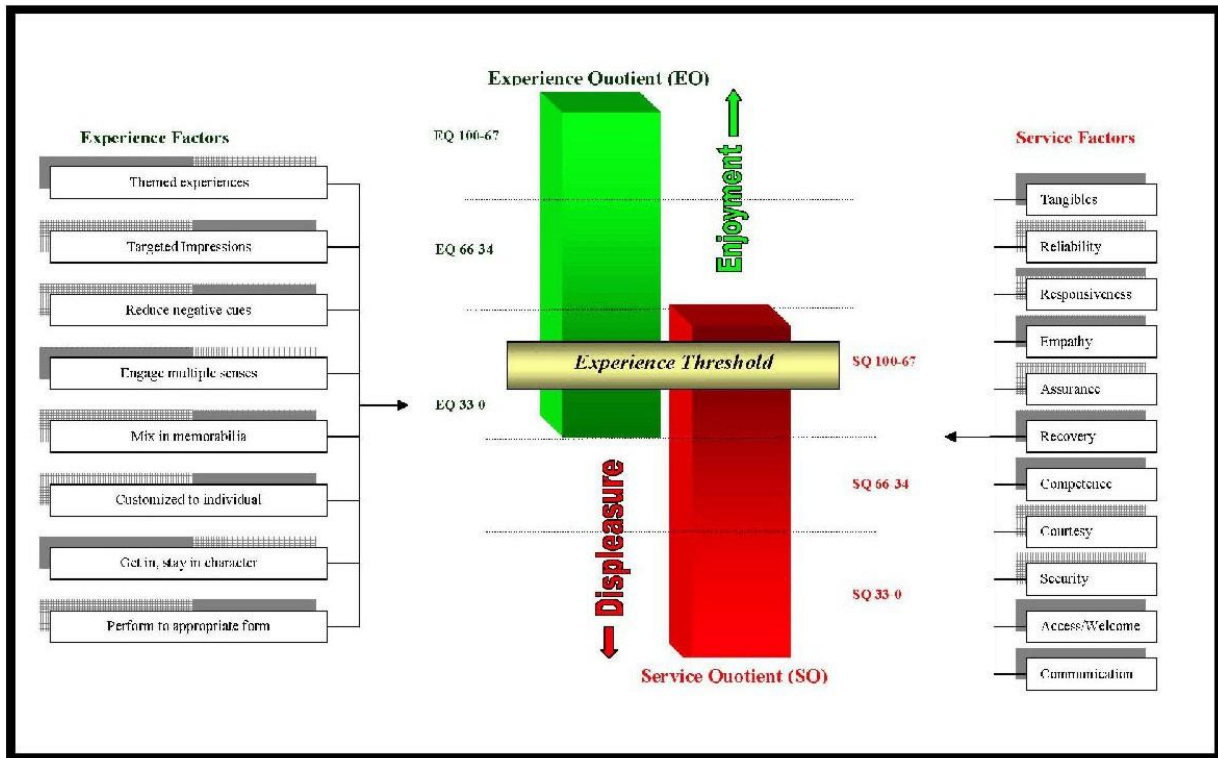 Experience Quotient (EQ)
Experience Factors
Themed experiences
Targeted Impressions
Reduce negative cues
Engage multiple senses
Mix in memorabilia
Customized to individual
Get in, stay in character
Perform to appropriate form
EQ 100-67
EQ 66-34
EQ 33-0
Enjoyment
Experience Threshold
Displeasure
SQ 100-67
SQ 66-34
SQ 33-0
Service Quotient (SQ)
Service Factors
Tangibles
Reliability
Responsiveness
Empathy
Assurance
Recovery
Competence
Courtesy
Security
Access/Welcome
Communication